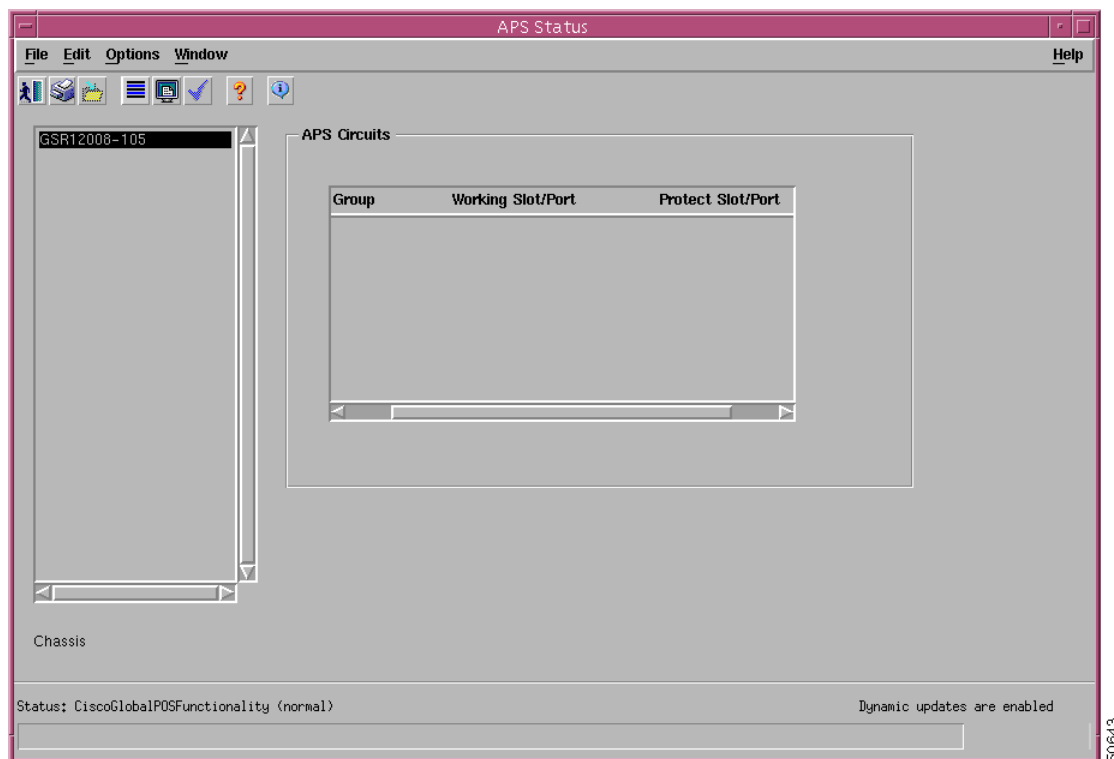 APS Status
File Edit Options Window Help
GSR12008-105
APS Circuits
Group Working Slot/Port Protect Slot/Port
Chassis
Status: CiscoGlobalPOSFunctionality (normal) Dynamic updates are enabled
50643